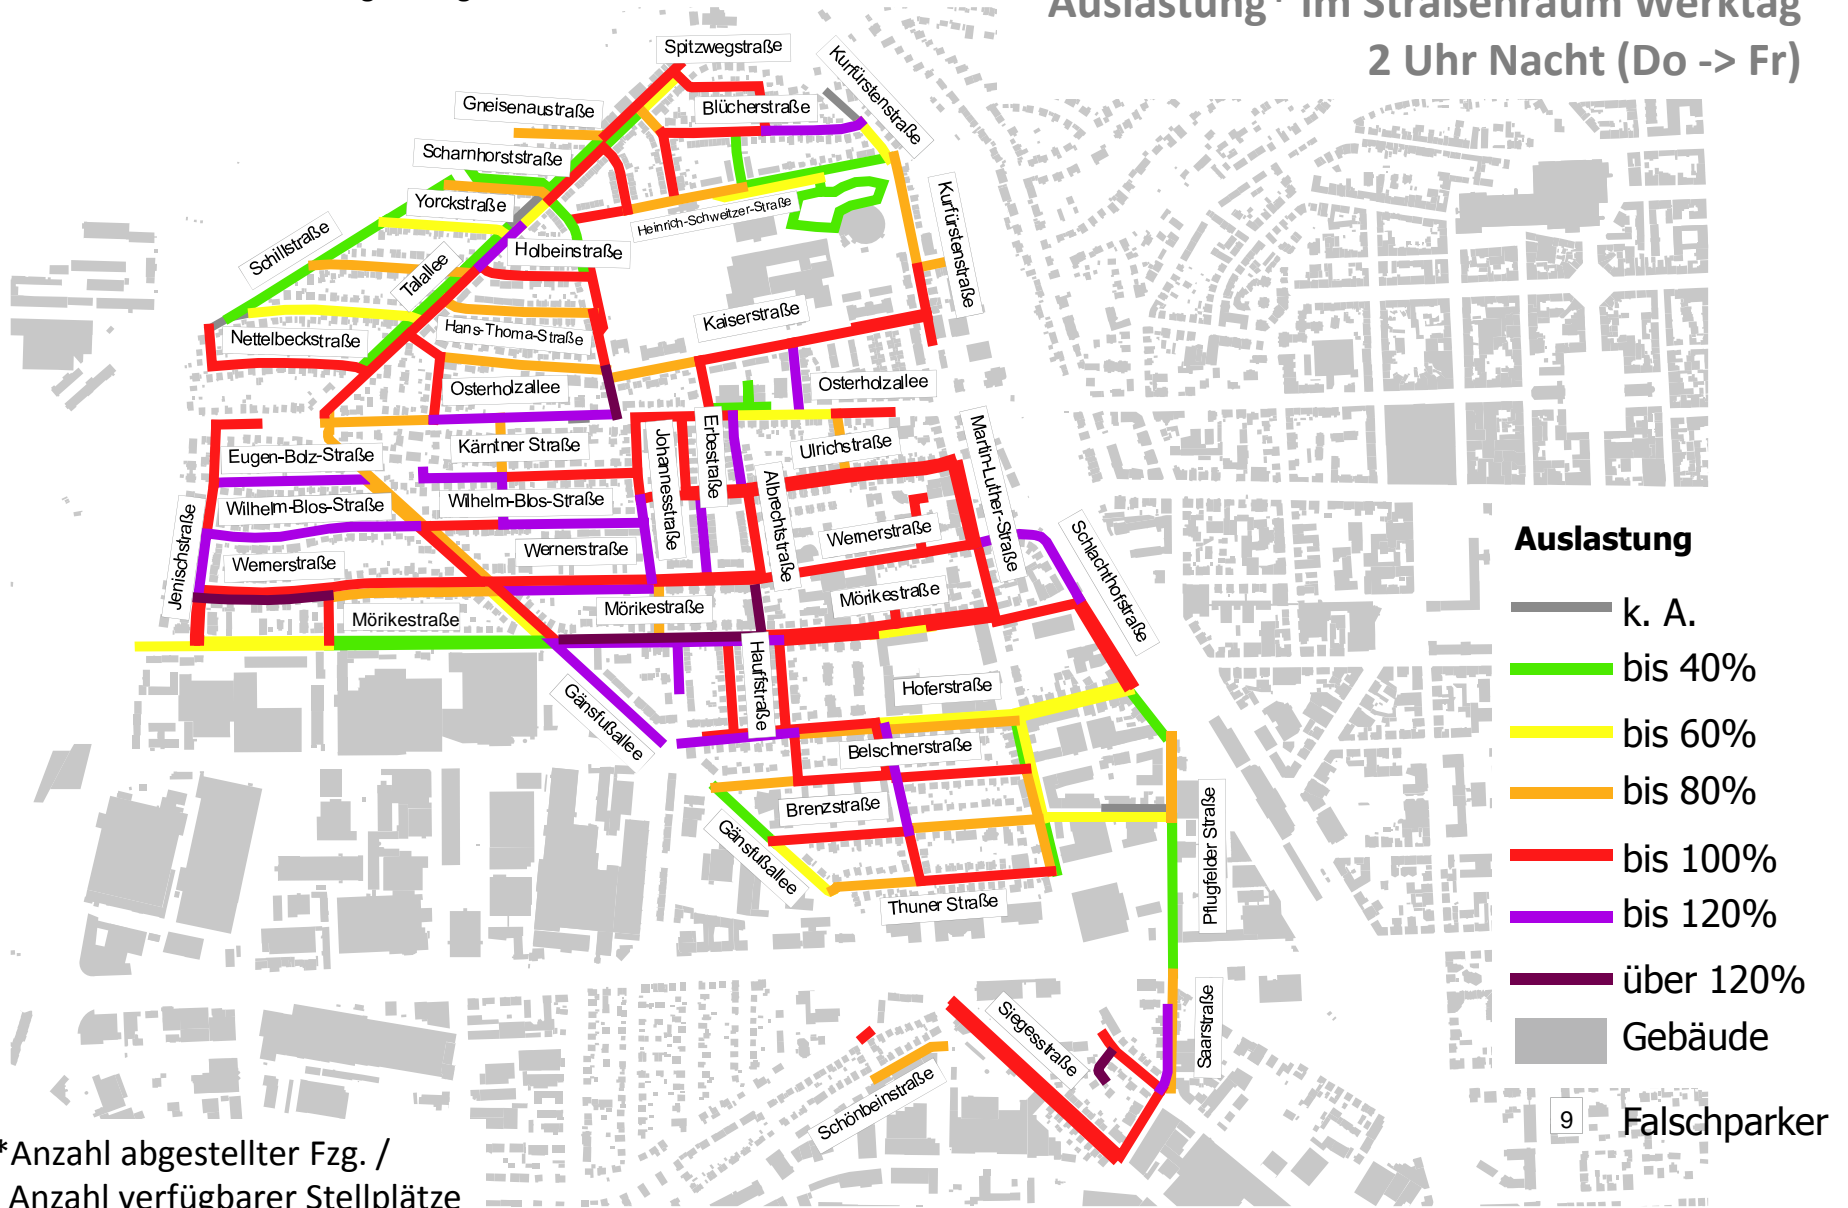 Auslastung* im Straßenraum Werktag
2 Uhr Nacht (Do -> Fr)
Spitzwegstraße
Kurfürstenstraße
Gneisenaustraße
Blücherstraße
Scharnhorststraße
Yorckstraße
Kurfürstenstraße
Heinrich-Schweitzer-Straße
Schillstraße
Holbeinstraße
Talallee
Kaiserstraße
Nettelbeckstraße
Hans-Thoma-Straße
Osterholzallee
Osterholzallee
Erbestraße
Martin-Luther-Straße
Johannesstraße
Ulrichstraße
Kärntner Straße
Eugen-Bolz-Straße
Albrechtstraße
Wilhelm-Blos-Straße
Wilhelm-Blos-Straße
Jenischstraße
Wernerstraße
Schlachthofstraße
Wernerstraße
Wernerstraße
Mörikestraße
Mörikestraße
Mörikestraße
Hauffstraße
Hoferstraße
Gänsfußallee
Belschnerstraße
Brenzstraße
Pflugfelder Straße
Gänsfußallee
Thuner Straße
Siegesstraße
Saarstraße
Schönbeinstraße
Auslastung
k. A.
bis 40%
bis 60%
bis 80%
bis 100%
bis 120%
über 120%
Gebäude
9 Falschparker
*Anzahl abgestellter Fzg. /
Anzahl verfügbarer Stellplätze